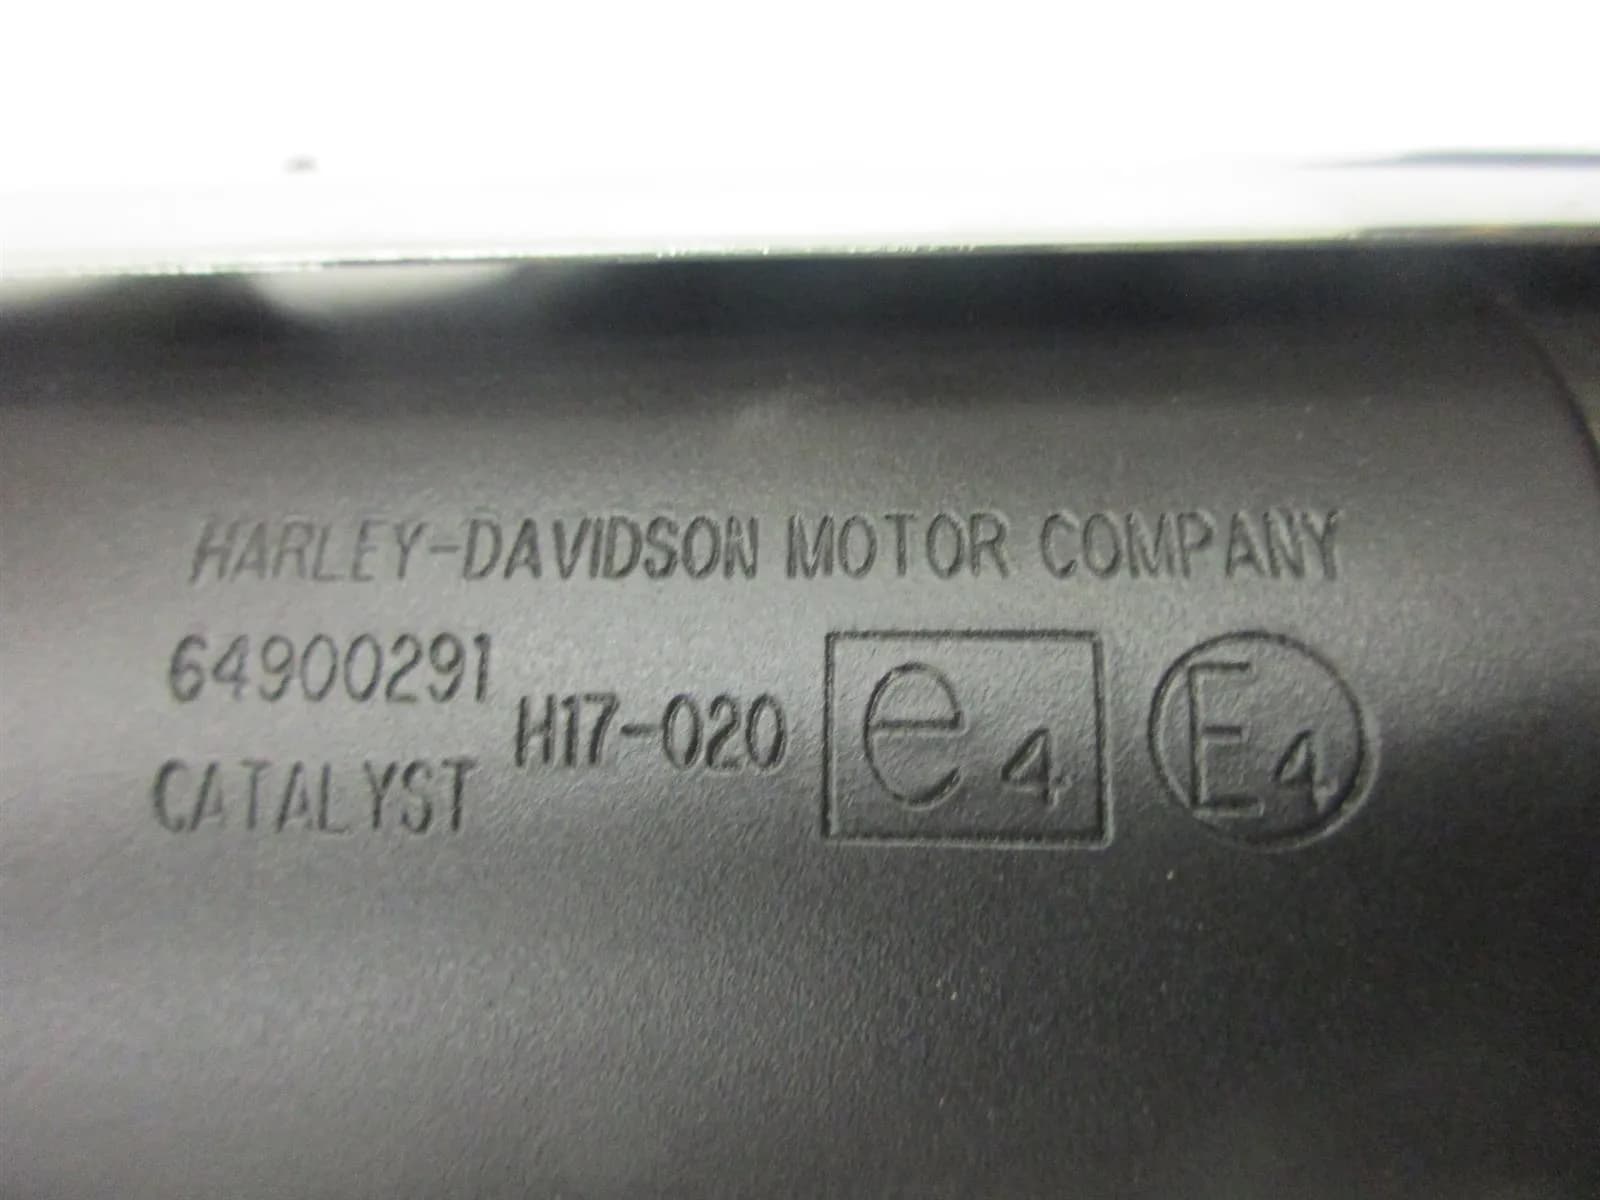 HARLEY-DAVIDSON MOTOR COMPANY
64900291
H17-020
CATALYST
e4
E4